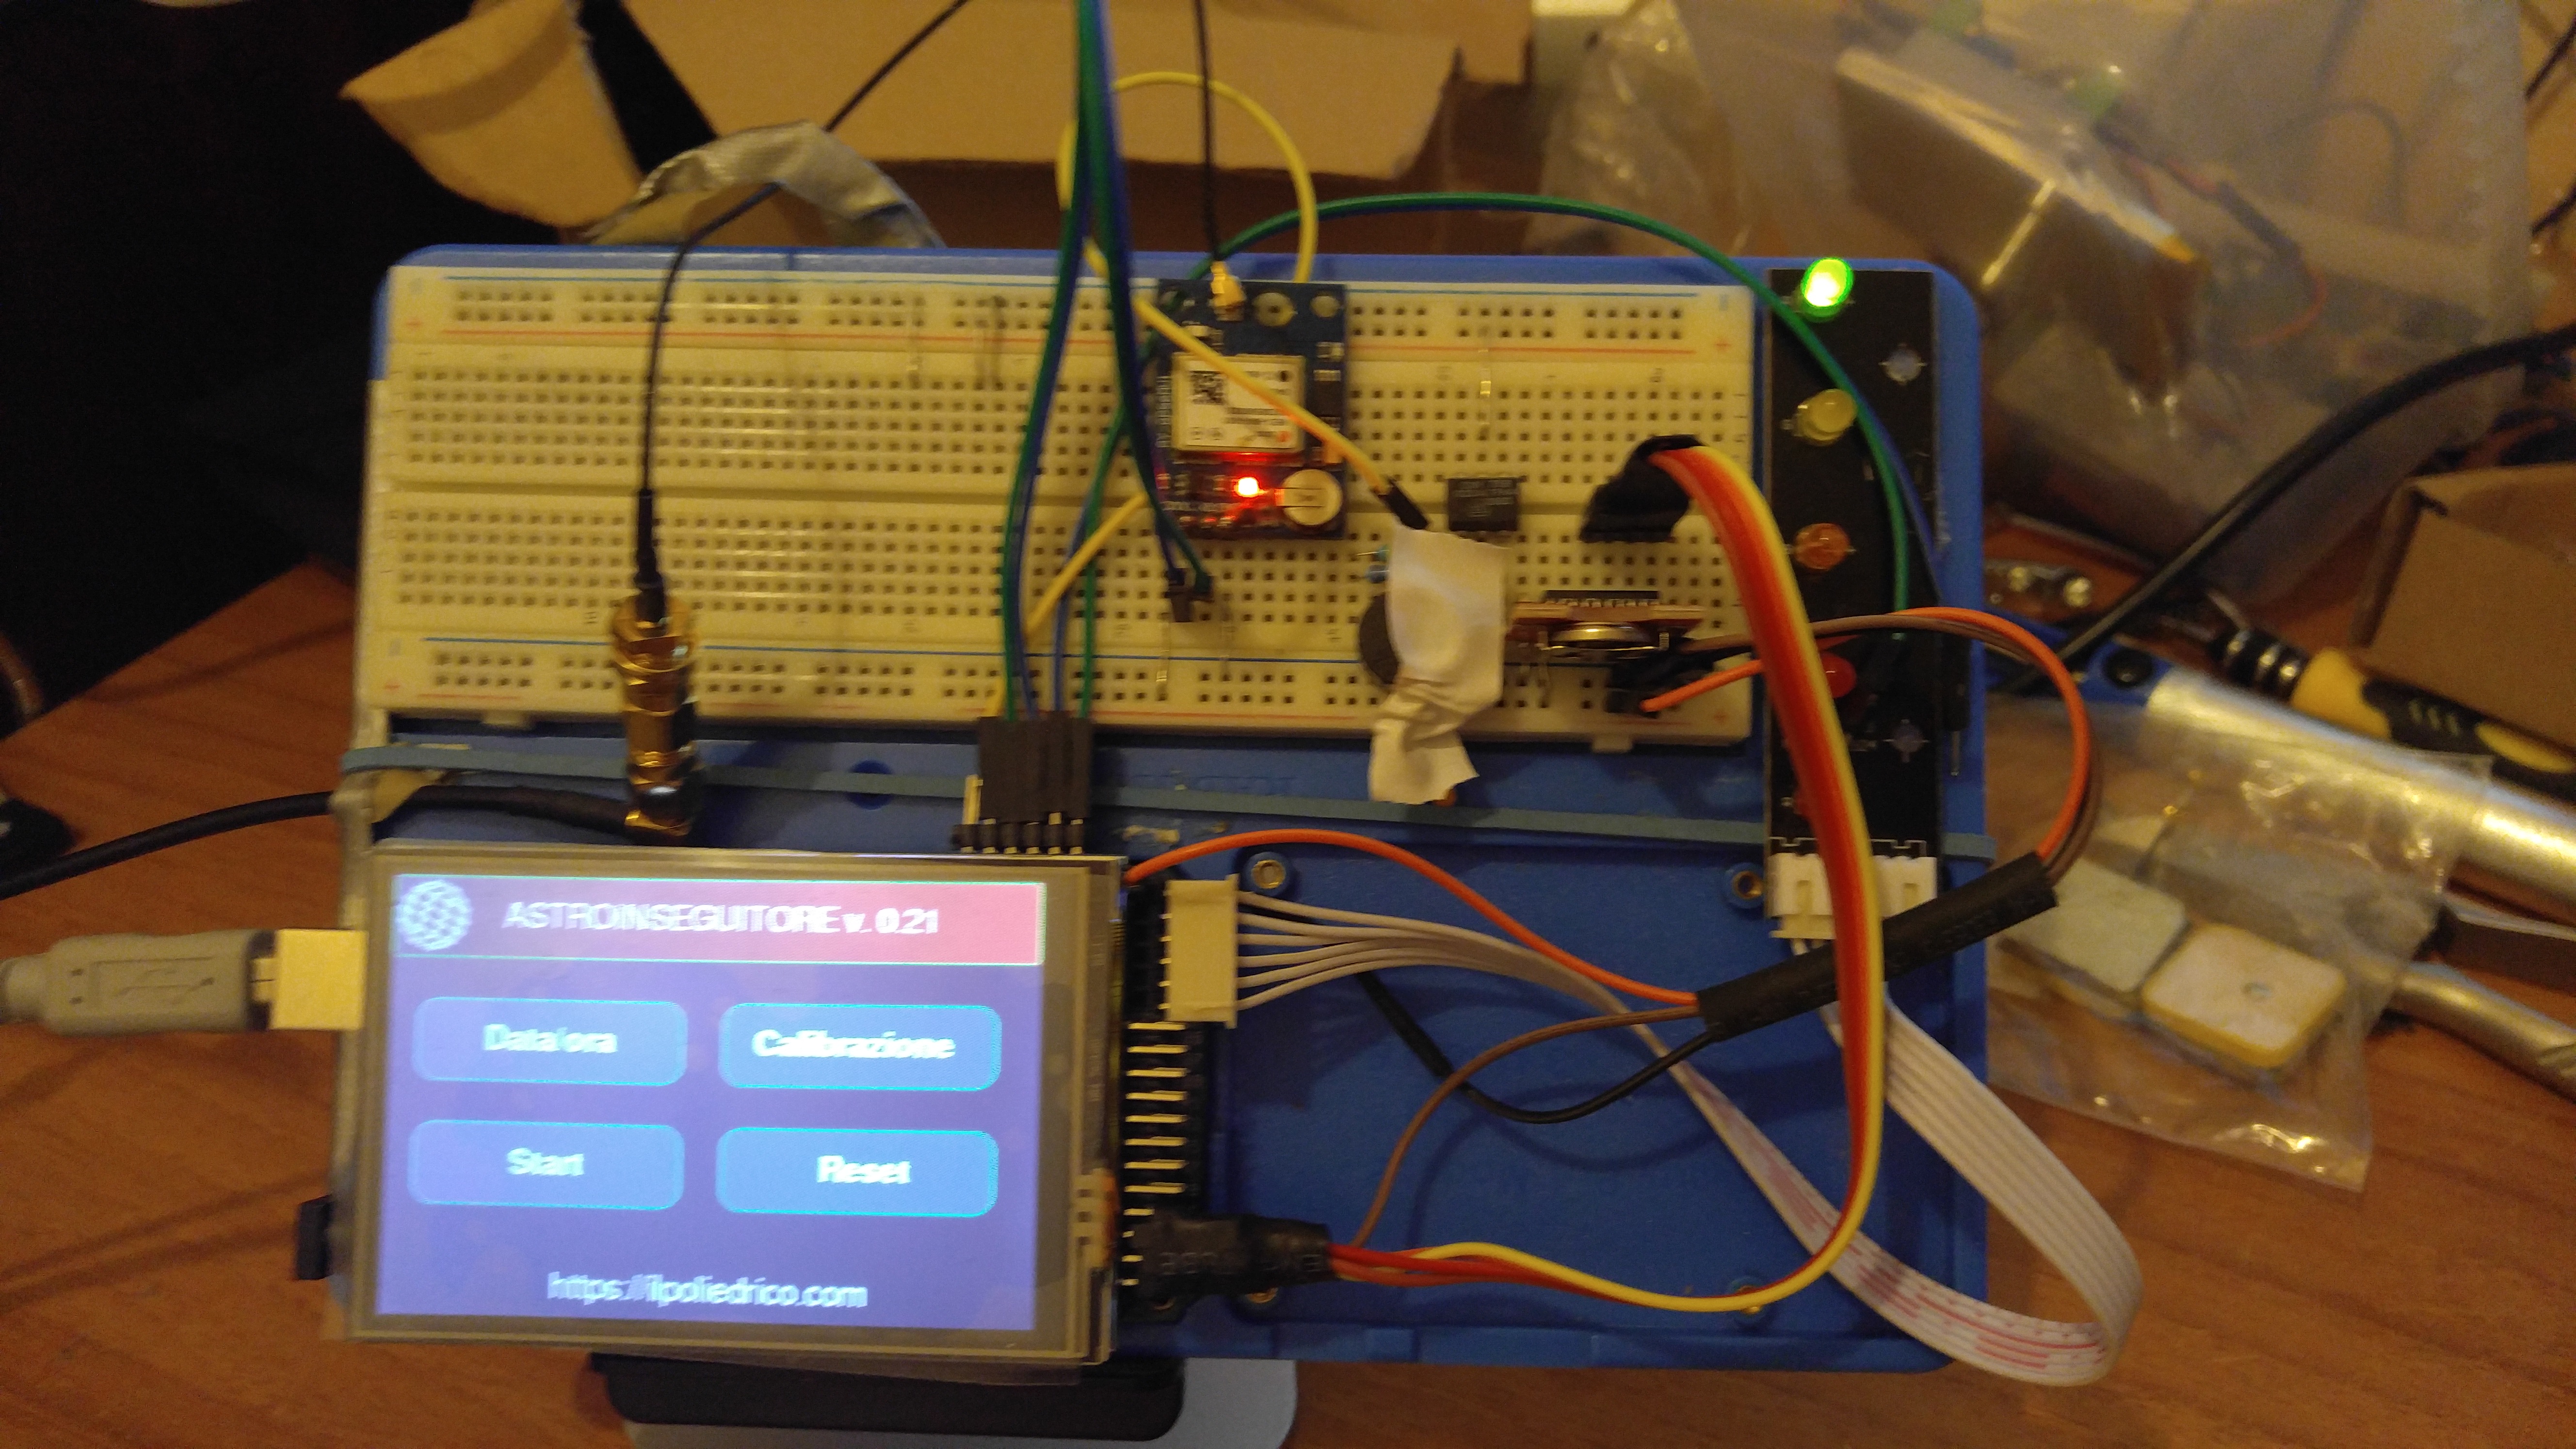 ASTROINSEGUITORE v. 0.21
Data/ora
Calibrazione
Start
Reset
https://ilpoliedrico.com